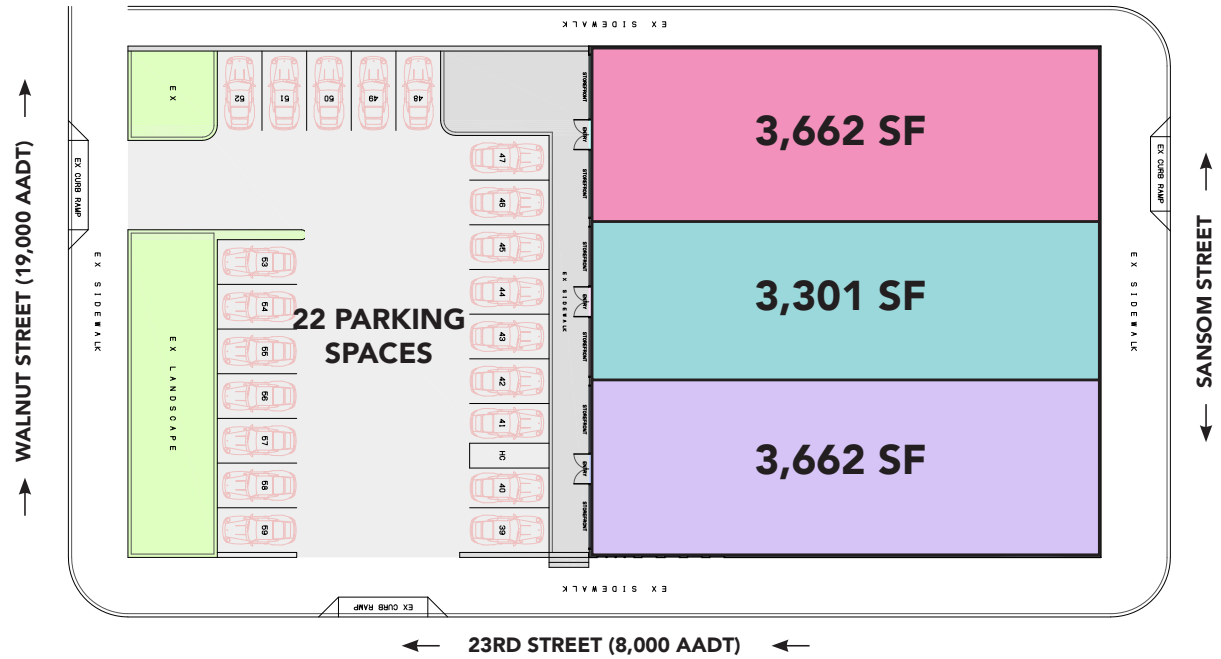 EX SIDEWALK
EX
52
51
50
49
48
STOREFRONT
ENTRY
STOREFRONT
3,662 SF
EX CURB RAMP
EX CURB RAMP
47
46
45
44
43
42
41
HC
40
39
WALNUT STREET (19,000 AADT)
EX SIDEWALK
EX LANDSCAPE
53
54
55
56
57
58
59
22 PARKING
SPACES
EX SIDEWALK
STOREFRONT
ENTRY
STOREFRONT
3,301 SF
EX SIDEWALK
SANSOM STREET
STOREFRONT
ENTRY
STOREFRONT
3,662 SF
EX SIDEWALK
EX CURB RAMP
23RD STREET (8,000 AADT)